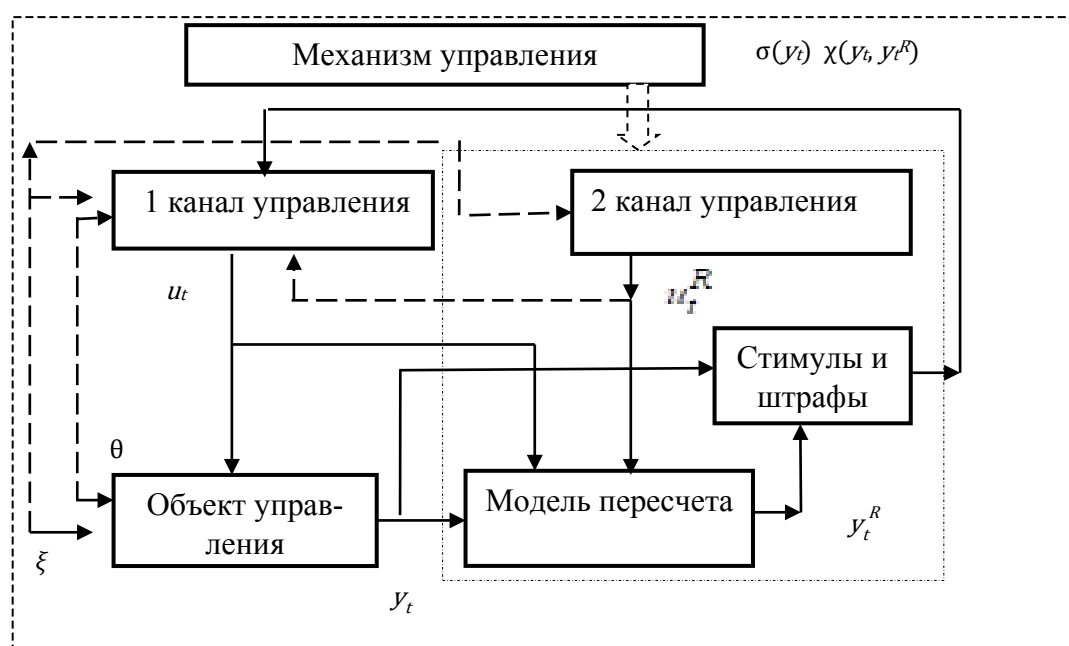 Механизм управления
σ(yt) χ(yt, ytR)
1 канал управления
2 канал управления
ut
utR
Стимулы и
штрафы
θ
Объект управ-
ления
Модель пересчета
ytR
ξ
yt